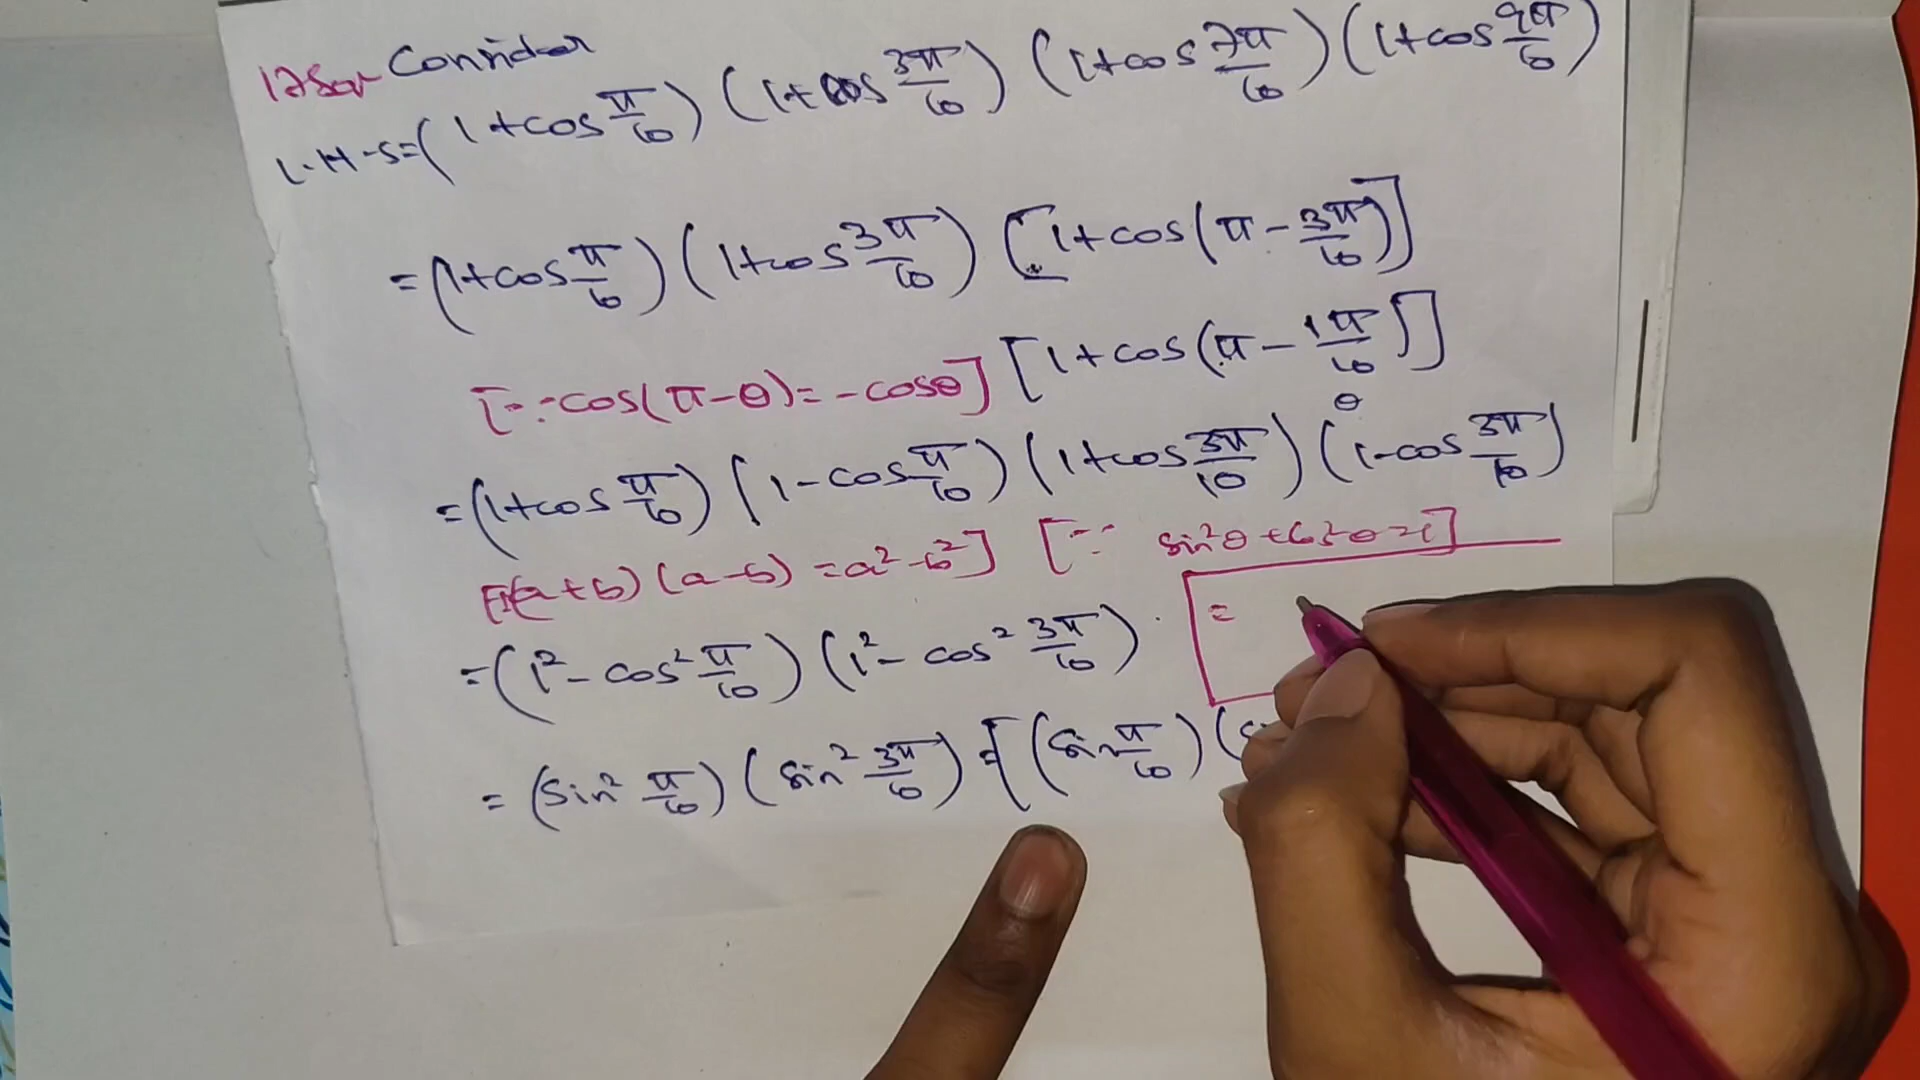 17 Sol Consider
L.H.S=(1+cos π/10) (1+cos 3π/10) (1+cos 7π/10) (1+cos 9π/10)
= (1+cos π/10) (1+cos 3π/10) [1+cos(π - 3π/10)]
[1+cos(π - 1π/10)]
[∵ cos(π-θ) = -cosθ]
θ
= (1+cos π/10) (1-cos π/10) (1+cos 3π/10) (1-cos 3π/10)
[∵(a+b)(a-b) = a²-b²] [∵ sin²θ+cos²θ=1]
= (1² - cos² π/10) (1² - cos² 3π/10) .
=
= (sin² π/10) (sin² 3π/10) = [(sin π/10) (